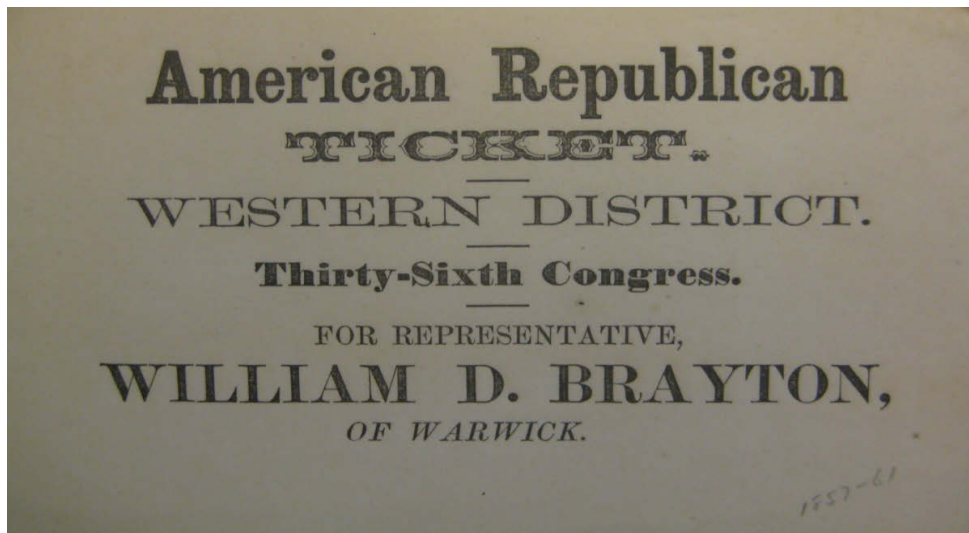 American Republican
TICKET.
WESTERN DISTRICT.
Thirty-Sixth Congress.
FOR REPRESENTATIVE,
WILLIAM D. BRAYTON,
OF WARWICK.
1857-61